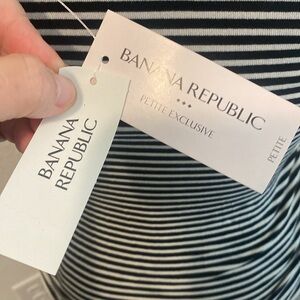 BANANA REPUBLIC
PETITE EXCLUSIVE
PETITE
BANANA
REPUBLIC